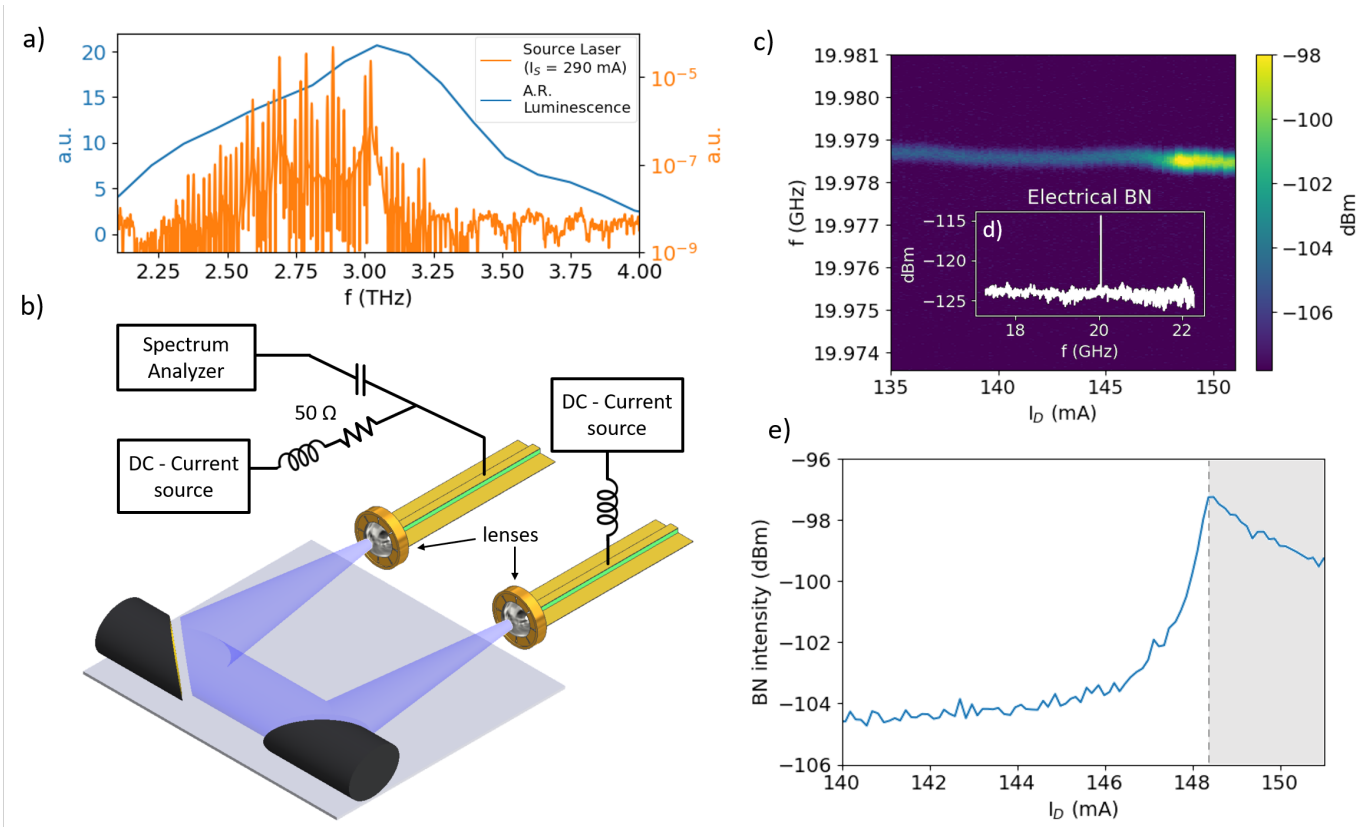 a)
20
15
10
5
0
a.u.
Source Laser
(I_S = 290 mA)
A.R.
Luminescence
10⁻⁵
10⁻⁷
10⁻⁹
a.u.
2.25 2.50 2.75 3.00 3.25 3.50 3.75 4.00
f (THz)
b)
Spectrum
Analyzer
50 Ω
DC - Current
source
DC - Current
source
lenses
c)
19.981
19.980
19.979
19.978
19.977
19.976
19.975
19.974
f (GHz)
135 140 145 150
I_D (mA)
−98
−100
−102
−104
−106
dBm
Electrical BN
d)
−115
−120
−125
dBm
18 20 22
f (GHz)
e)
−96
−98
−100
−102
−104
−106
BN intensity (dBm)
140 142 144 146 148 150
I_D (mA)